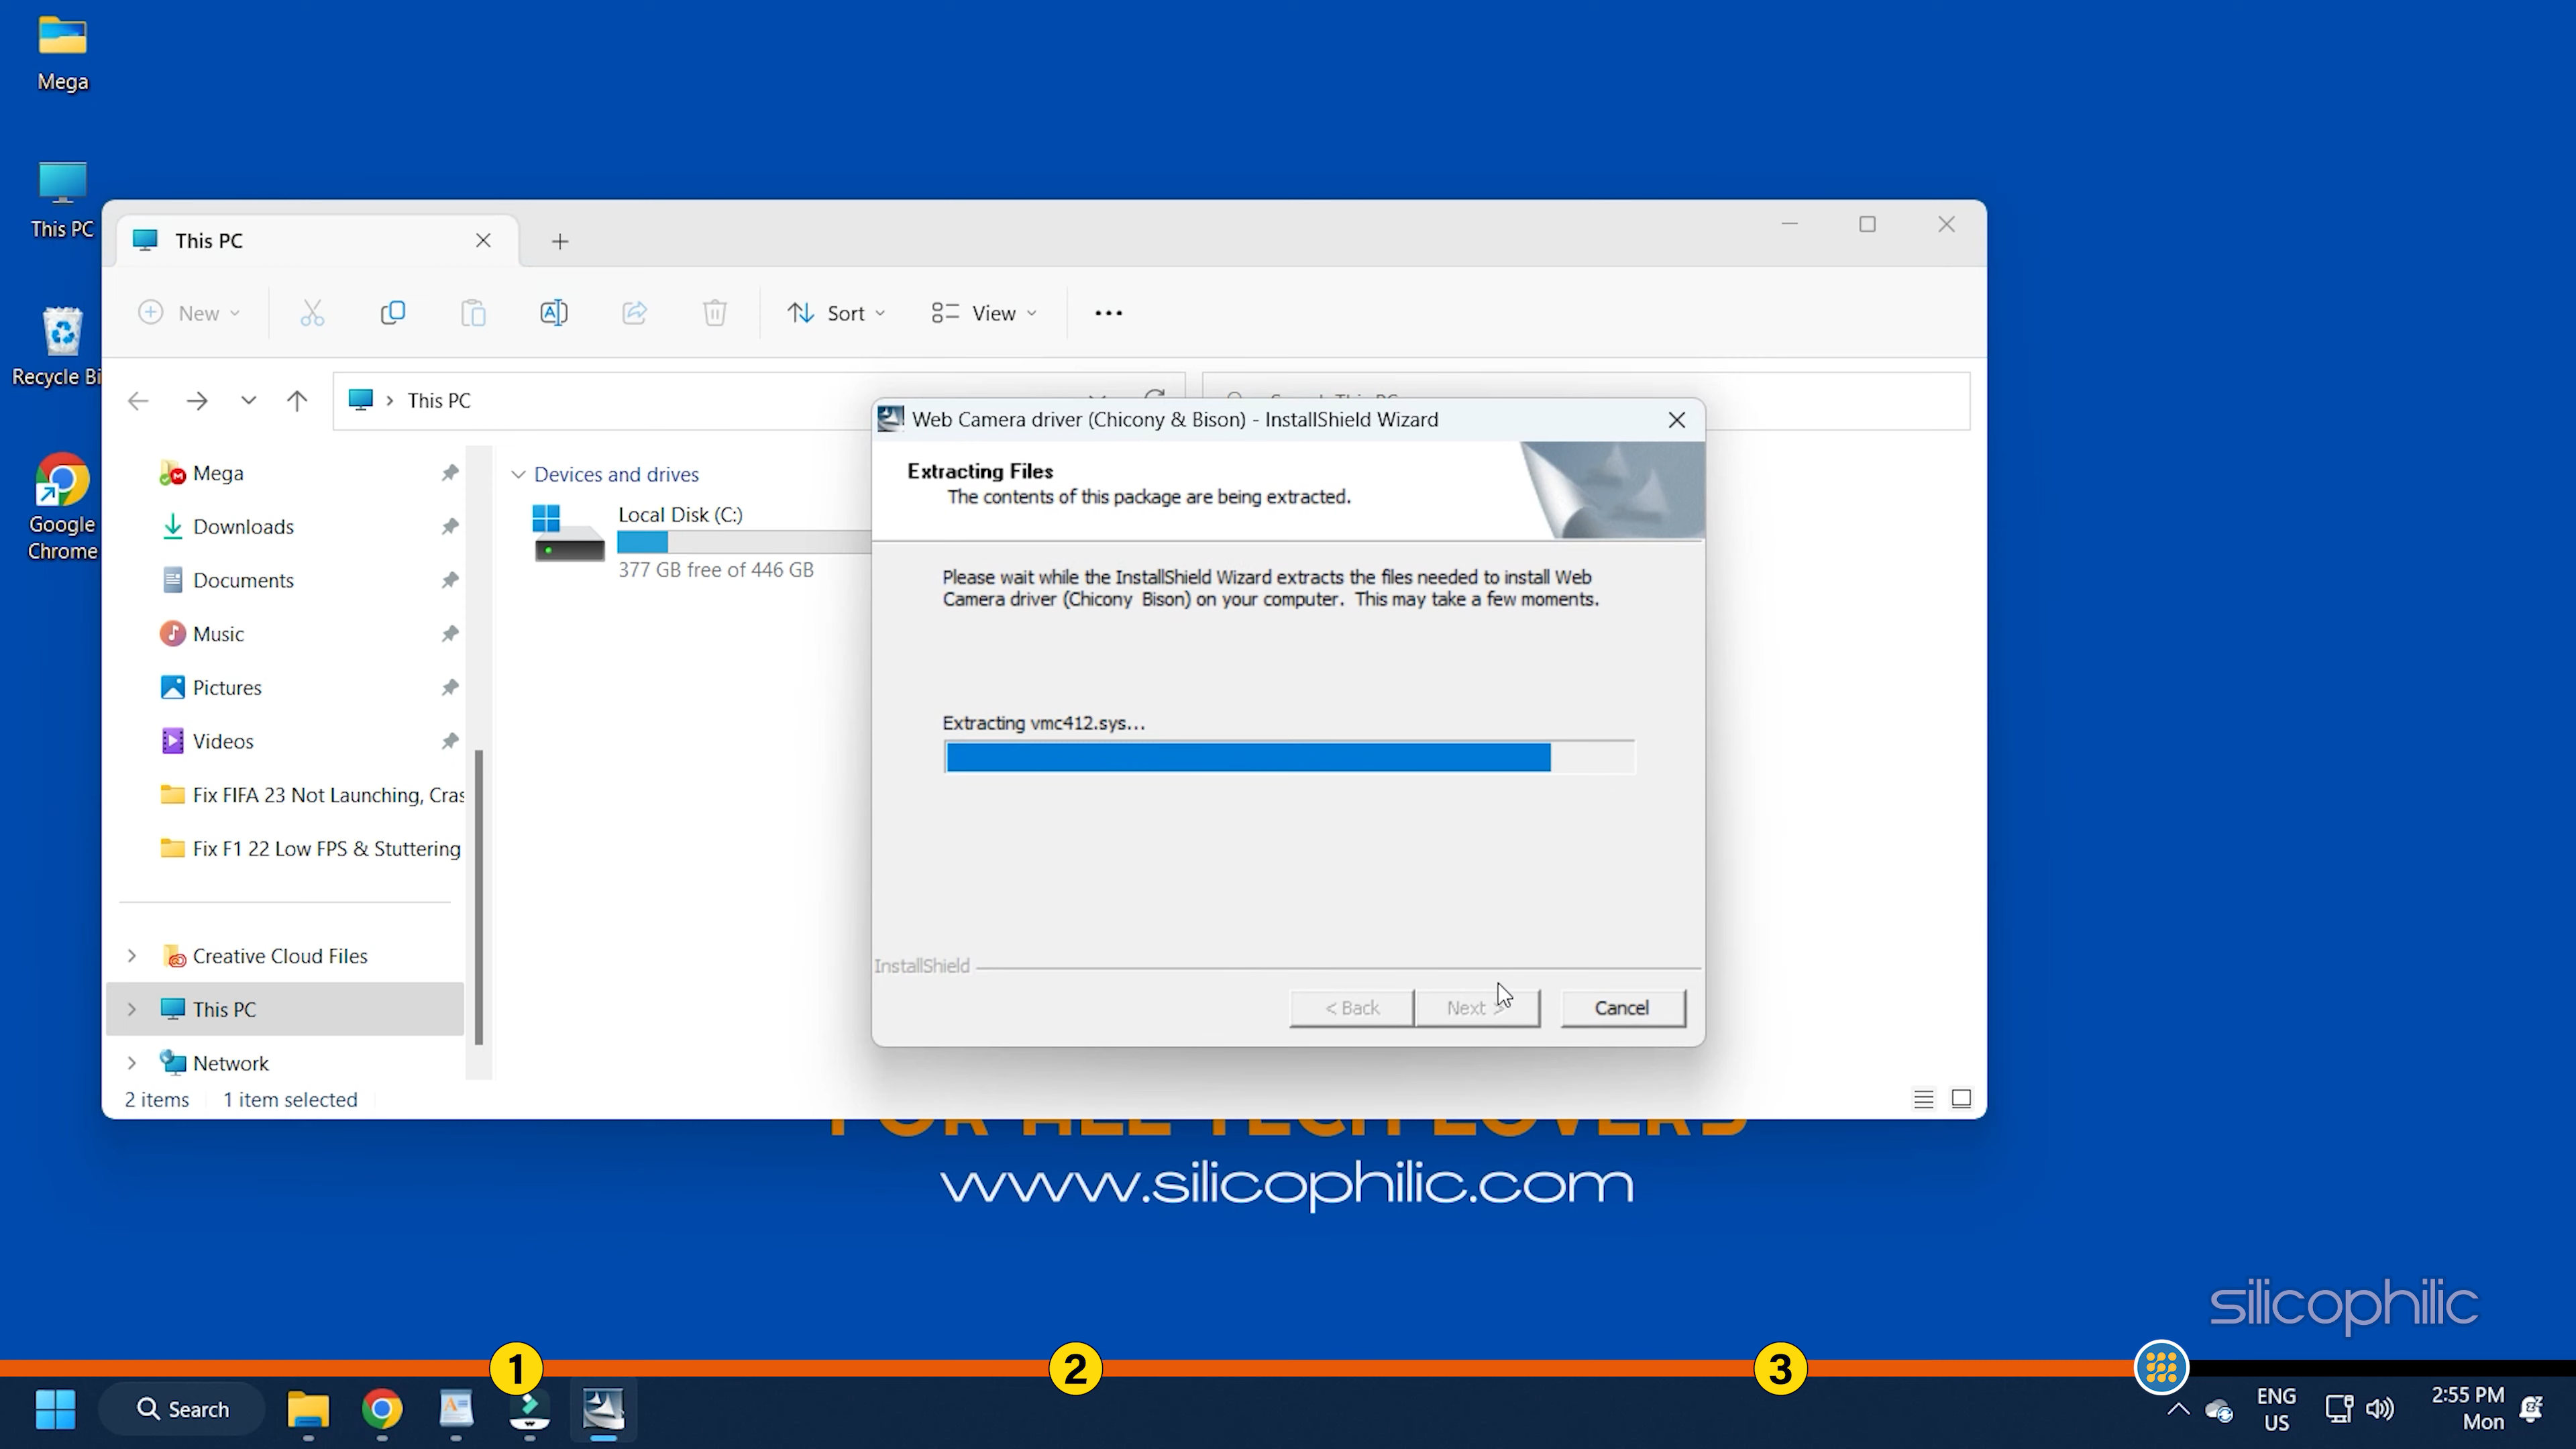 Mega
This PC
Recycle Bi
Google
Chrome
This PC
New
Sort
View
This PC
Mega
Downloads
Documents
Music
Pictures
Videos
Fix FIFA 23 Not Launching, Cras
Fix F1 22 Low FPS & Stuttering
Creative Cloud Files
This PC
Network
2 items
1 item selected
Devices and drives
Local Disk (C:)
377 GB free of 446 GB
Web Camera driver (Chicony & Bison) - InstallShield Wizard
Extracting Files
The contents of this package are being extracted.
Please wait while the InstallShield Wizard extracts the files needed to install Web
Camera driver (Chicony Bison) on your computer. This may take a few moments.
Extracting vmc412.sys...
InstallShield
< Back
Next >
Cancel
FOR ALL TECH LOVERS
www.silicophilic.com
silicophilic
1
2
3
Search
ENG
US
2:55 PM
Mon